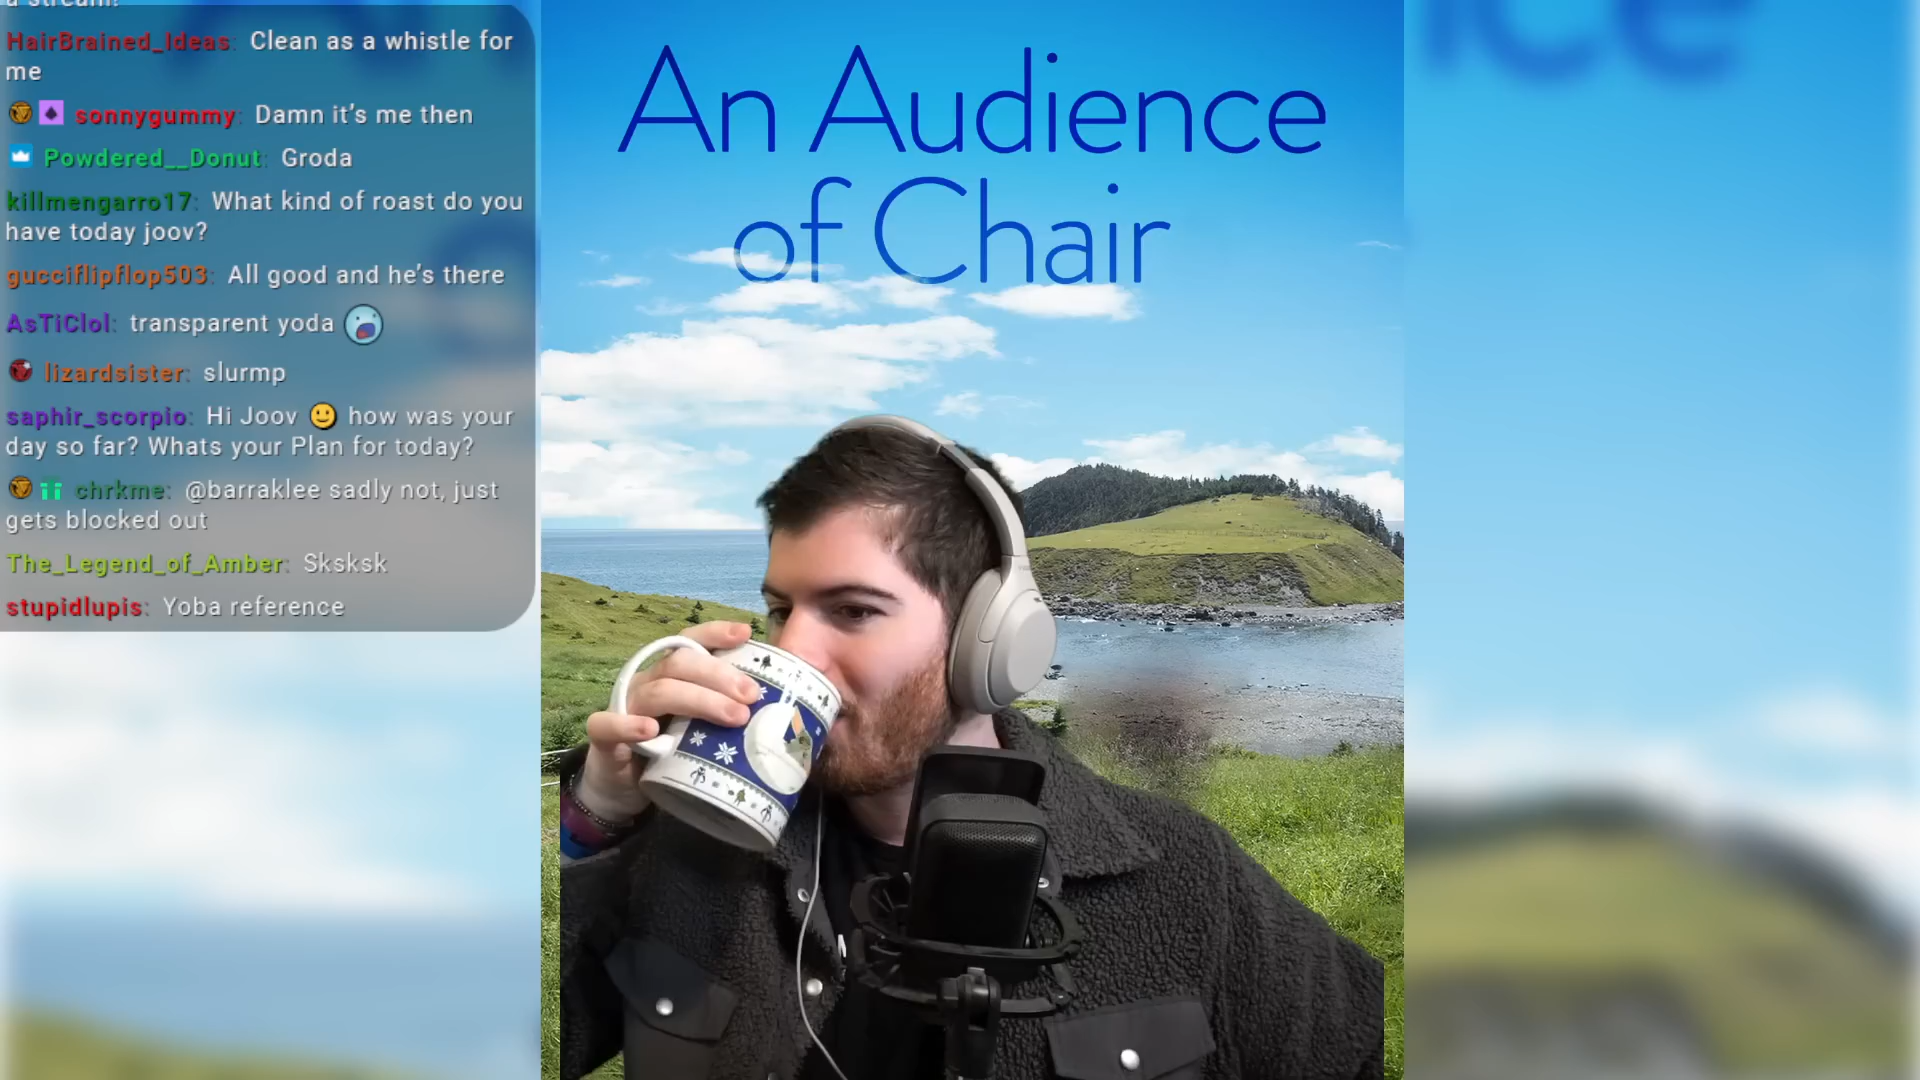 a stream!
HairBrained_Ideas: Clean as a whistle for
me
sonnygummy: Damn it's me then
Powdered__Donut: Groda
killmengarro17: What kind of roast do you
have today joov?
gucciflipflop503: All good and he's there
AsTiClol: transparent yoda
lizardsister: slurmp
saphir_scorpio: Hi Joov 🙂 how was your
day so far? Whats your Plan for today?
chrkme: @barraklee sadly not, just
gets blocked out
The_Legend_of_Amber: Sksksk
stupidlupis: Yoba reference
An Audience
of Chair